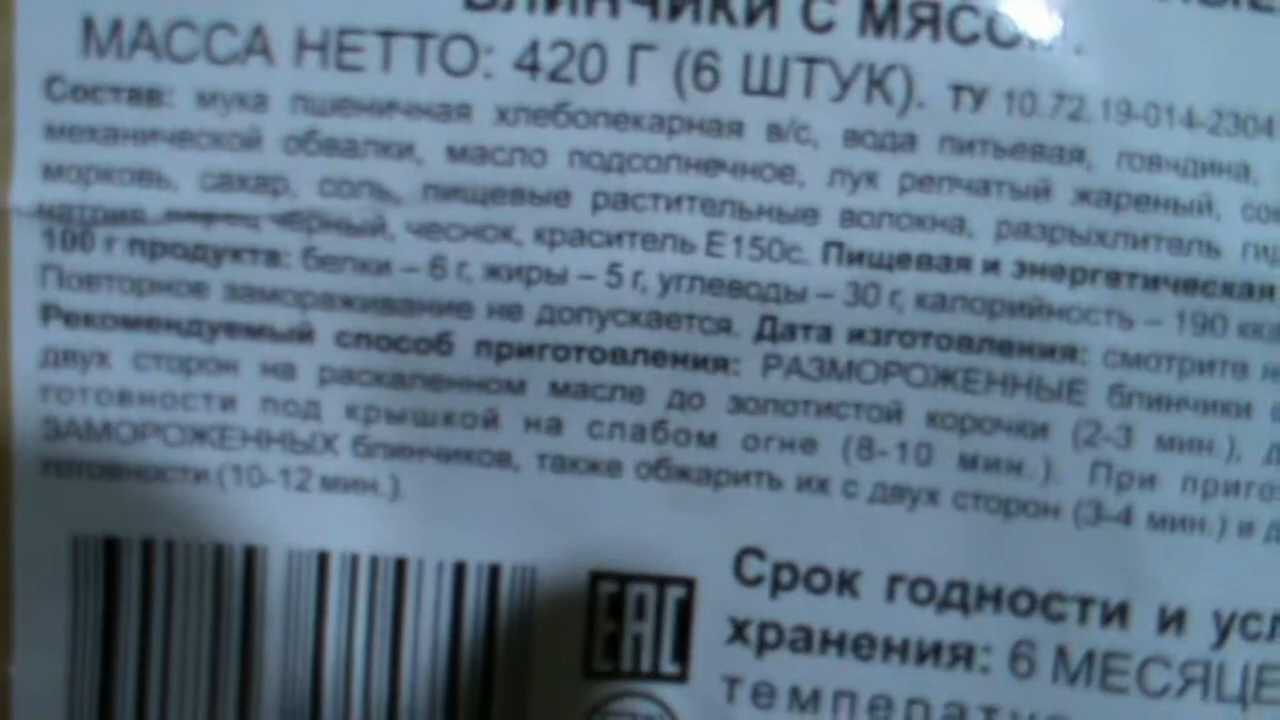 БЛИНЧИКИ С МЯСОМ.
МАССА НЕТТО: 420 Г (6 ШТУК). ТУ 10.72.19-014-2304
Состав: мука пшеничная хлебопекарная в/с, вода питьевая, говядина,
механической обвалки, масло подсолнечное, лук репчатый жареный,
морковь, сахар, соль, пищевые растительные волокна, разрыхлитель
натрия, перец чёрный, чеснок, краситель Е150с. Пищевая и энергетическая
100 г продукта: белки – 6 г, жиры – 5 г, углеводы – 30 г, калорийность – 190 кка
Повторное замораживание не допускается. Дата изготовления: смотрите
Рекомендуемый способ приготовления: РАЗМОРОЖЕННЫЕ блинчики
двух сторон на раскаленном масле до золотистой корочки (2-3 мин.),
готовности под крышкой на слабом огне (8-10 мин.). При приго
ЗАМОРОЖЕННЫХ блинчиков, также обжарить их с двух сторон (3-4 мин.) и
готовности (10-12 мин.).
EAC
Срок годности и усл
хранения: 6 МЕСЯЦЕ
температ